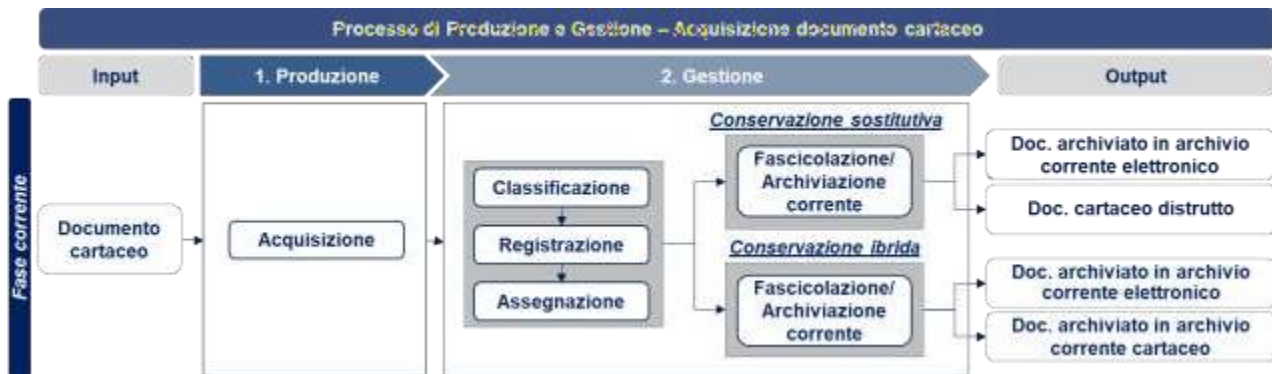 Processo di Produzione e Gestione – Acquisizione documento cartaceo
Input
1. Produzione
2. Gestione
Output
Fase corrente
Documento
cartaceo
Acquisizione
Classificazione
Registrazione
Assegnazione
Conservazione sostitutiva
Fascicolazione/
Archiviazione
corrente
Conservazione ibrida
Fascicolazione/
Archiviazione
corrente
Doc. archiviato in archivio
corrente elettronico
Doc. cartaceo distrutto
Doc. archiviato in archivio
corrente elettronico
Doc. archiviato in archivio
corrente cartaceo